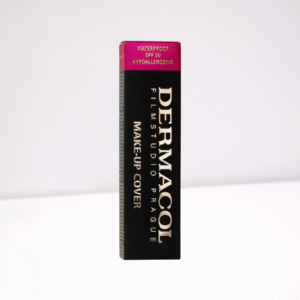 WATERPROOF
SPF 30
HYPOALLERGENIC
DERMACOL
FILMSTUDIO PRAGUE
MAKE-UP COVER